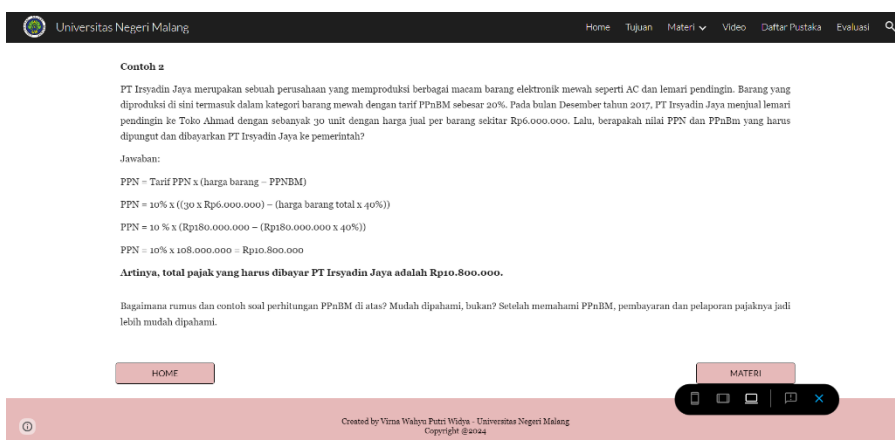 Universitas Negeri Malang
Home Tujuan Materi Video Daftar Pustaka Evaluasi
Contoh 2
PT Irsyadin Jaya merupakan sebuah perusahaan yang memproduksi berbagai macam barang elektronik mewah seperti AC dan lemari pendingin. Barang yang
diproduksi di sini termasuk dalam kategori barang mewah dengan tarif PPnBM sebesar 20%. Pada bulan Desember tahun 2017, PT Irsyadin Jaya menjual lemari
pendingin ke Toko Ahmad dengan sebanyak 30 unit dengan harga jual per barang sekitar Rp6.000.000. Lalu, berapakah nilai PPN dan PPnBm yang harus
dipungut dan dibayarkan PT Irsyadin Jaya ke pemerintah?
Jawaban:
PPN = Tarif PPN x (harga barang – PPNBM)
PPN = 10% x ((30 x Rp6.000.000) – (harga barang total x 40%))
PPN = 10 % x (Rp180.000.000 – (Rp180.000.000 x 40%))
PPN = 10% x 108.000.000 = Rp10.800.000
Artinya, total pajak yang harus dibayar PT Irsyadin Jaya adalah Rp10.800.000.
Bagaimana rumus dan contoh soal perhitungan PPnBM di atas? Mudah dipahami, bukan? Setelah memahami PPnBM, pembayaran dan pelaporan pajaknya jadi
lebih mudah dipahami.
HOME
MATERI
Created by Virna Wahyu Putri Widya - Universitas Negeri Malang
Copyright @2024